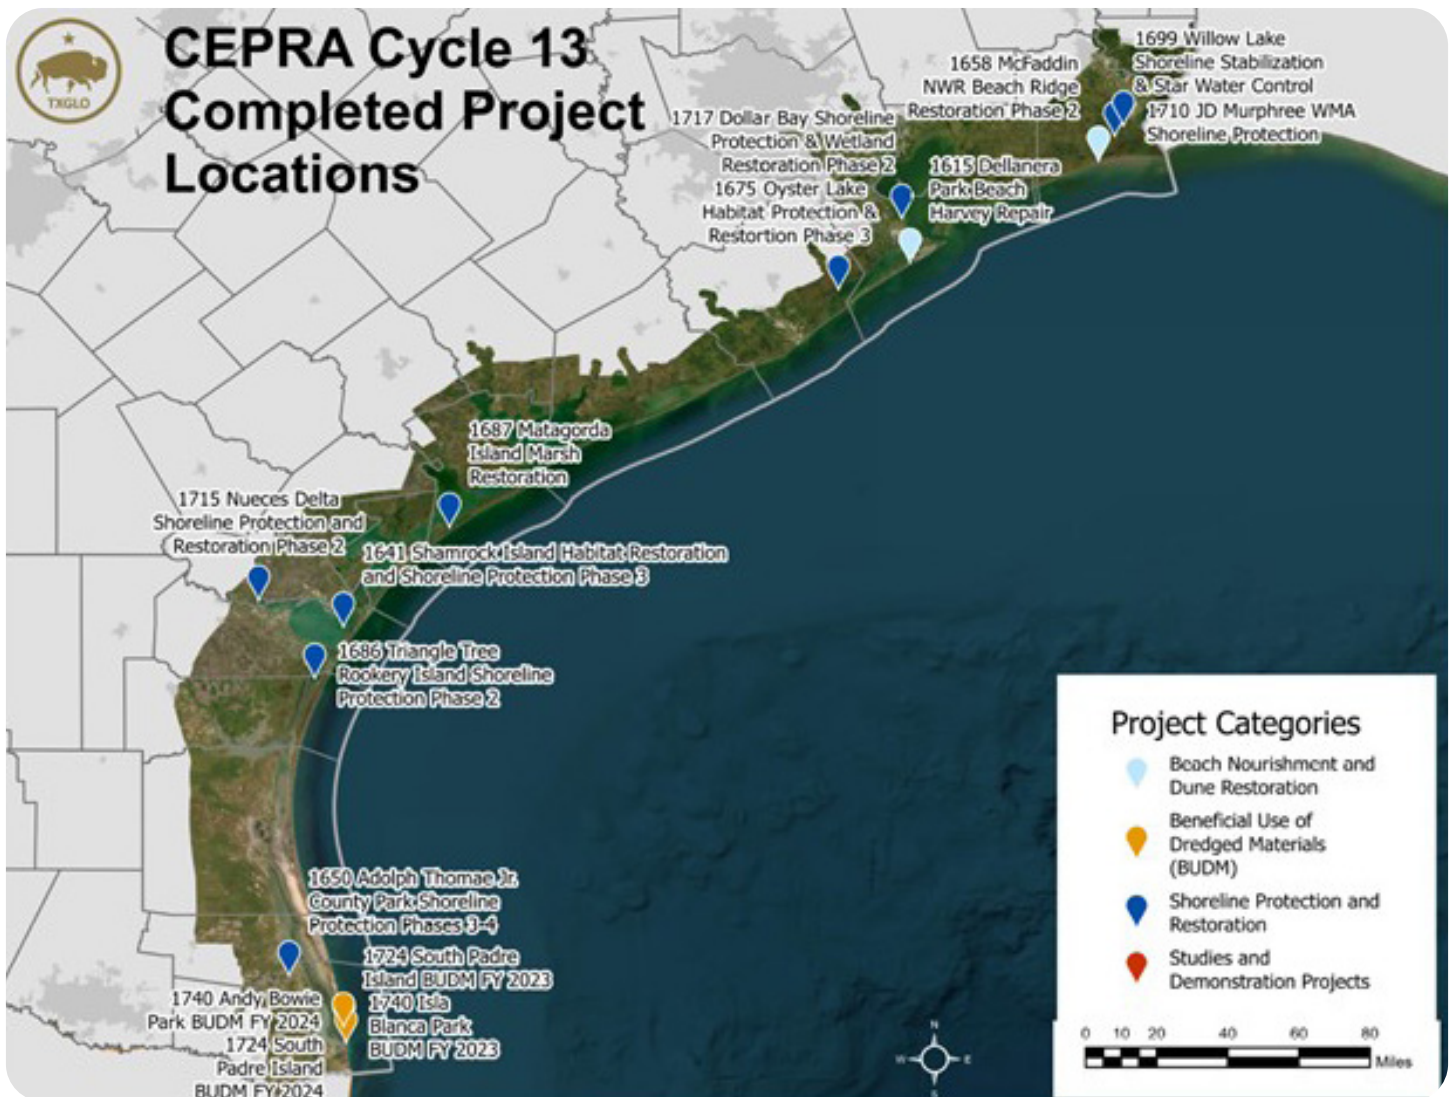 TXGLO
CEPRA Cycle 13
Completed Project
Locations
1699 Willow Lake
Shoreline Stabilization
& Star Water Control
1658 McFaddin
NWR Beach Ridge
Restoration Phase 2
1710 JD Murphree WMA
Shoreline Protection
1717 Dollar Bay Shoreline
Protection & Wetland
Restoration Phase 2
1615 Dellanera
Park Beach
Harvey Repair
1675 Oyster Lake
Habitat Protection &
Restortion Phase 3
1687 Matagorda
Island Marsh
Restoration
1715 Nueces Delta
Shoreline Protection and
Restoration Phase 2
1641 Shamrock Island Habitat Restoration
and Shoreline Protection Phase 3
1686 Triangle Tree
Rookery Island Shoreline
Protection Phase 2
1650 Adolph Thomae Jr.
County Park Shoreline
Protection Phases 3-4
1724 South Padre
Island BUDM FY 2023
1740 Andy Bowie
Park BUDM FY 2024
1740 Isla
Blanca Park
BUDM FY 2023
1724 South
Padre Island
BUDM FY 2024
Project Categories
Beach Nourishment and
Dune Restoration
Beneficial Use of
Dredged Materials
(BUDM)
Shoreline Protection and
Restoration
Studies and
Demonstration Projects
0 10 20 40 60 80
Miles
N
W E
S